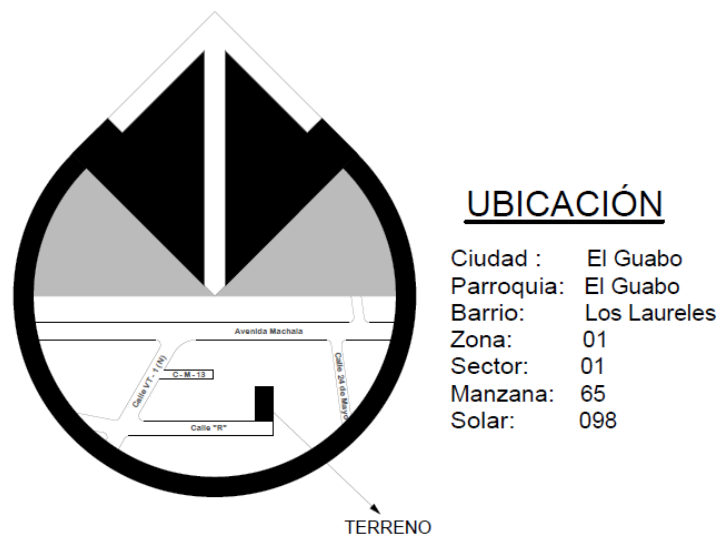 UBICACIÓN
Ciudad : El Guabo
Parroquia: El Guabo
Barrio: Los Laureles
Zona: 01
Sector: 01
Manzana: 65
Solar: 098
Avenida Machala
Calle VT - 1 (N)
C - M - 13
Calle 24 de Mayo
Calle "R"
TERRENO